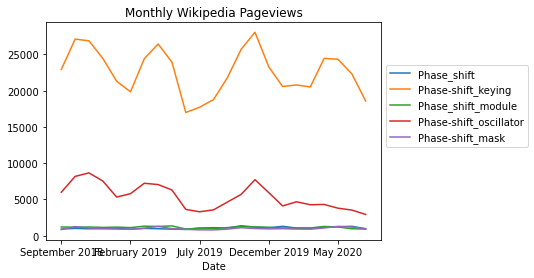 Monthly Wikipedia Pageviews
25000
20000
15000
10000
5000
0
September 2018 February 2019 July 2019 December 2019 May 2020
Date
Phase_shift
Phase-shift_keying
Phase_shift_module
Phase-shift_oscillator
Phase-shift_mask